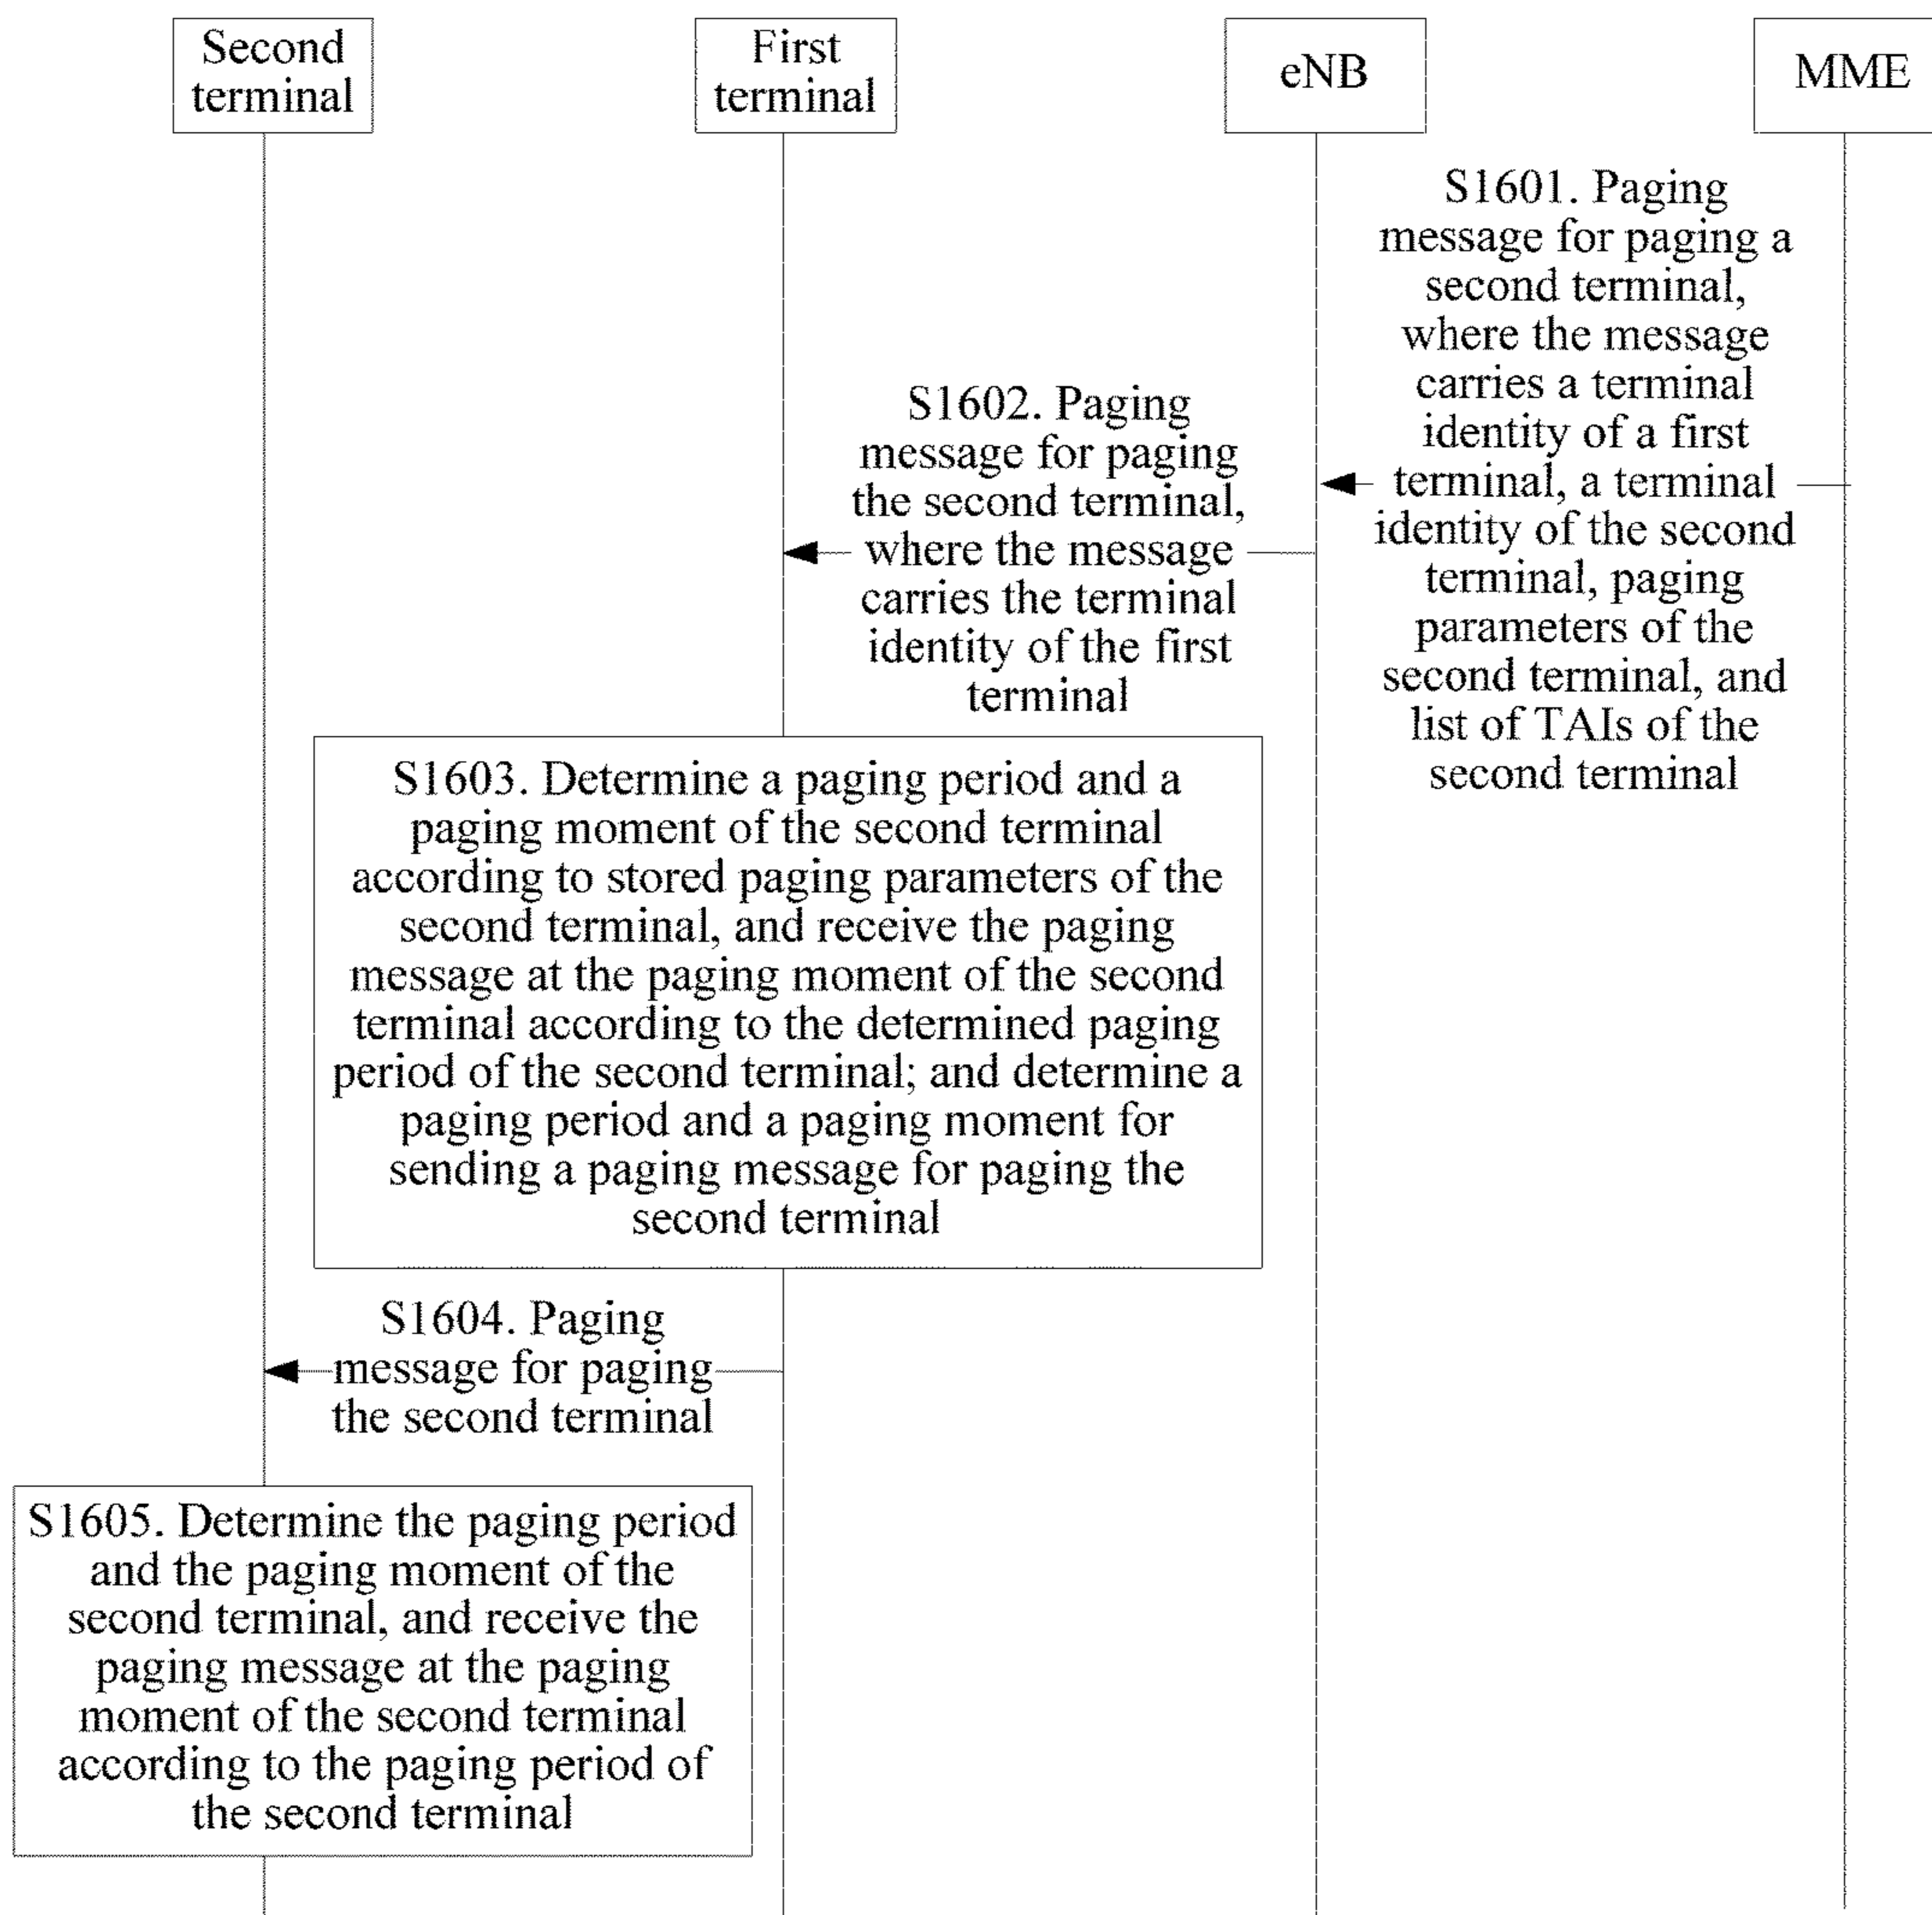 Second
terminal
First
terminal
eNB
MME
S1601. Paging
message for paging a
second terminal,
where the message
carries a terminal
identity of a first
terminal, a terminal
identity of the second
terminal, paging
parameters of the
second terminal, and
list of TAIs of the
second terminal
S1602. Paging
message for paging
the second terminal,
where the message
carries the terminal
identity of the first
terminal
S1603. Determine a paging period and a
paging moment of the second terminal
according to stored paging parameters of the
second terminal, and receive the paging
message at the paging moment of the second
terminal according to the determined paging
period of the second terminal; and determine a
paging period and a paging moment for
sending a paging message for paging the
second terminal
S1604. Paging
message for paging
the second terminal
S1605. Determine the paging period
and the paging moment of the
second terminal, and receive the
paging message at the paging
moment of the second terminal
according to the paging period of
the second terminal